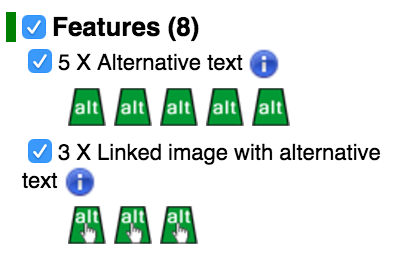 Features (8)
5 X Alternative text i
alt alt alt alt alt
3 X Linked image with alternative
text i
alt alt alt